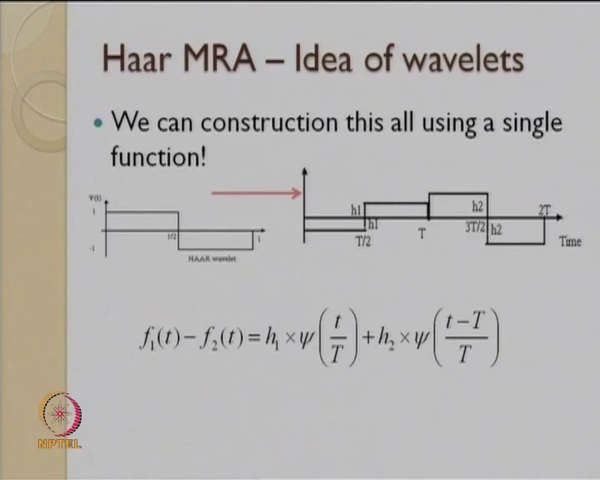 Haar MRA – Idea of wavelets
• We can construction this all using a single
function!
Ψ(t)
1
1/2
1
-1
HAAR wavelet
h1
h1
T/2
T
h2
3T/2
h2
2T
Time
f₁(t) − f₂(t) = h₁ × ψ(t/T) + h₂ × ψ((t−T)/T)
NPTEL